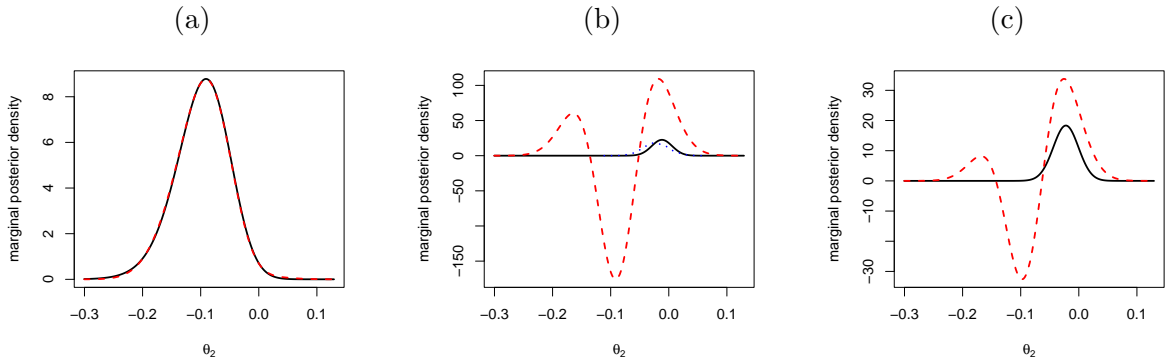 (a)
marginal posterior density
0 2 4 6 8
−0.3 −0.2 −0.1 0.0 0.1
θ2
(b)
marginal posterior density
−150 −50 0 50 100
−0.3 −0.2 −0.1 0.0 0.1
θ2
(c)
marginal posterior density
−30 −10 0 10 20 30
−0.3 −0.2 −0.1 0.0 0.1
θ2